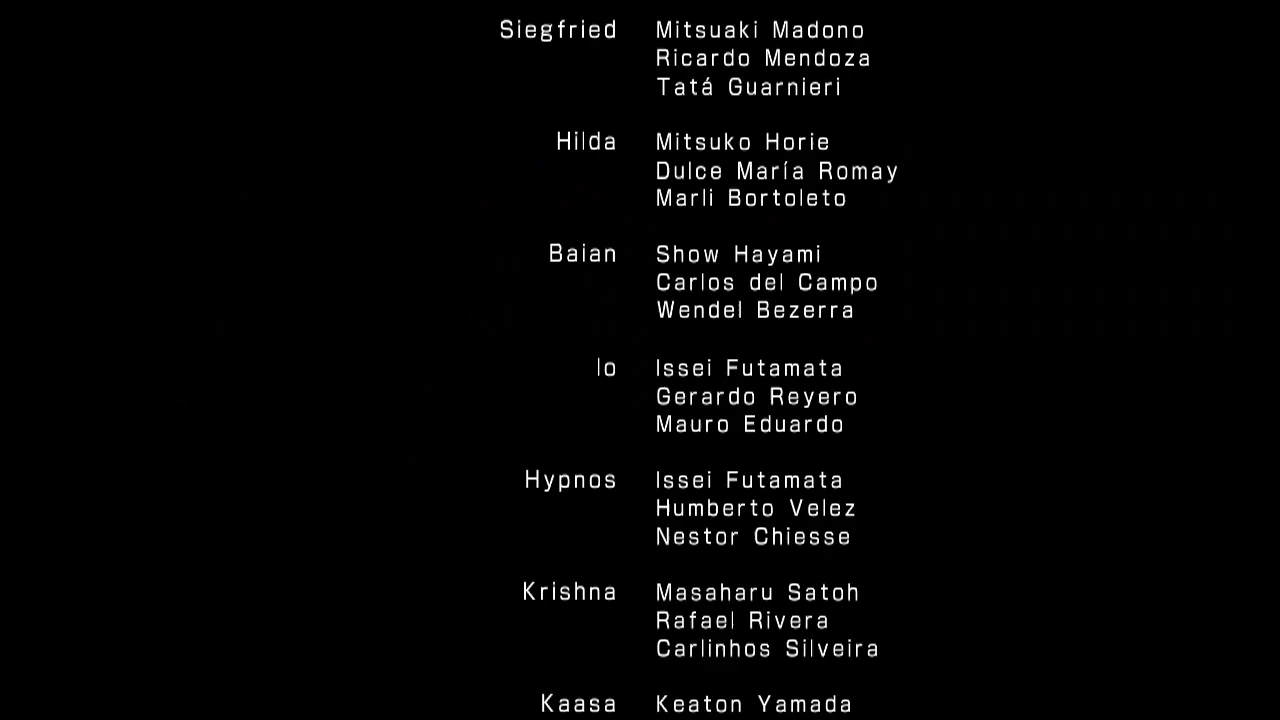 Siegfried Mitsuaki Madono
Ricardo Mendoza
Tatá Guarnieri
Hilda Mitsuko Horie
Dulce María Romay
Marli Bortoleto
Baian Show Hayami
Carlos del Campo
Wendel Bezerra
Io Issei Futamata
Gerardo Reyero
Mauro Eduardo
Hypnos Issei Futamata
Humberto Velez
Nestor Chiesse
Krishna Masaharu Satoh
Rafael Rivera
Carlinhos Silveira
Kaasa Keaton Yamada